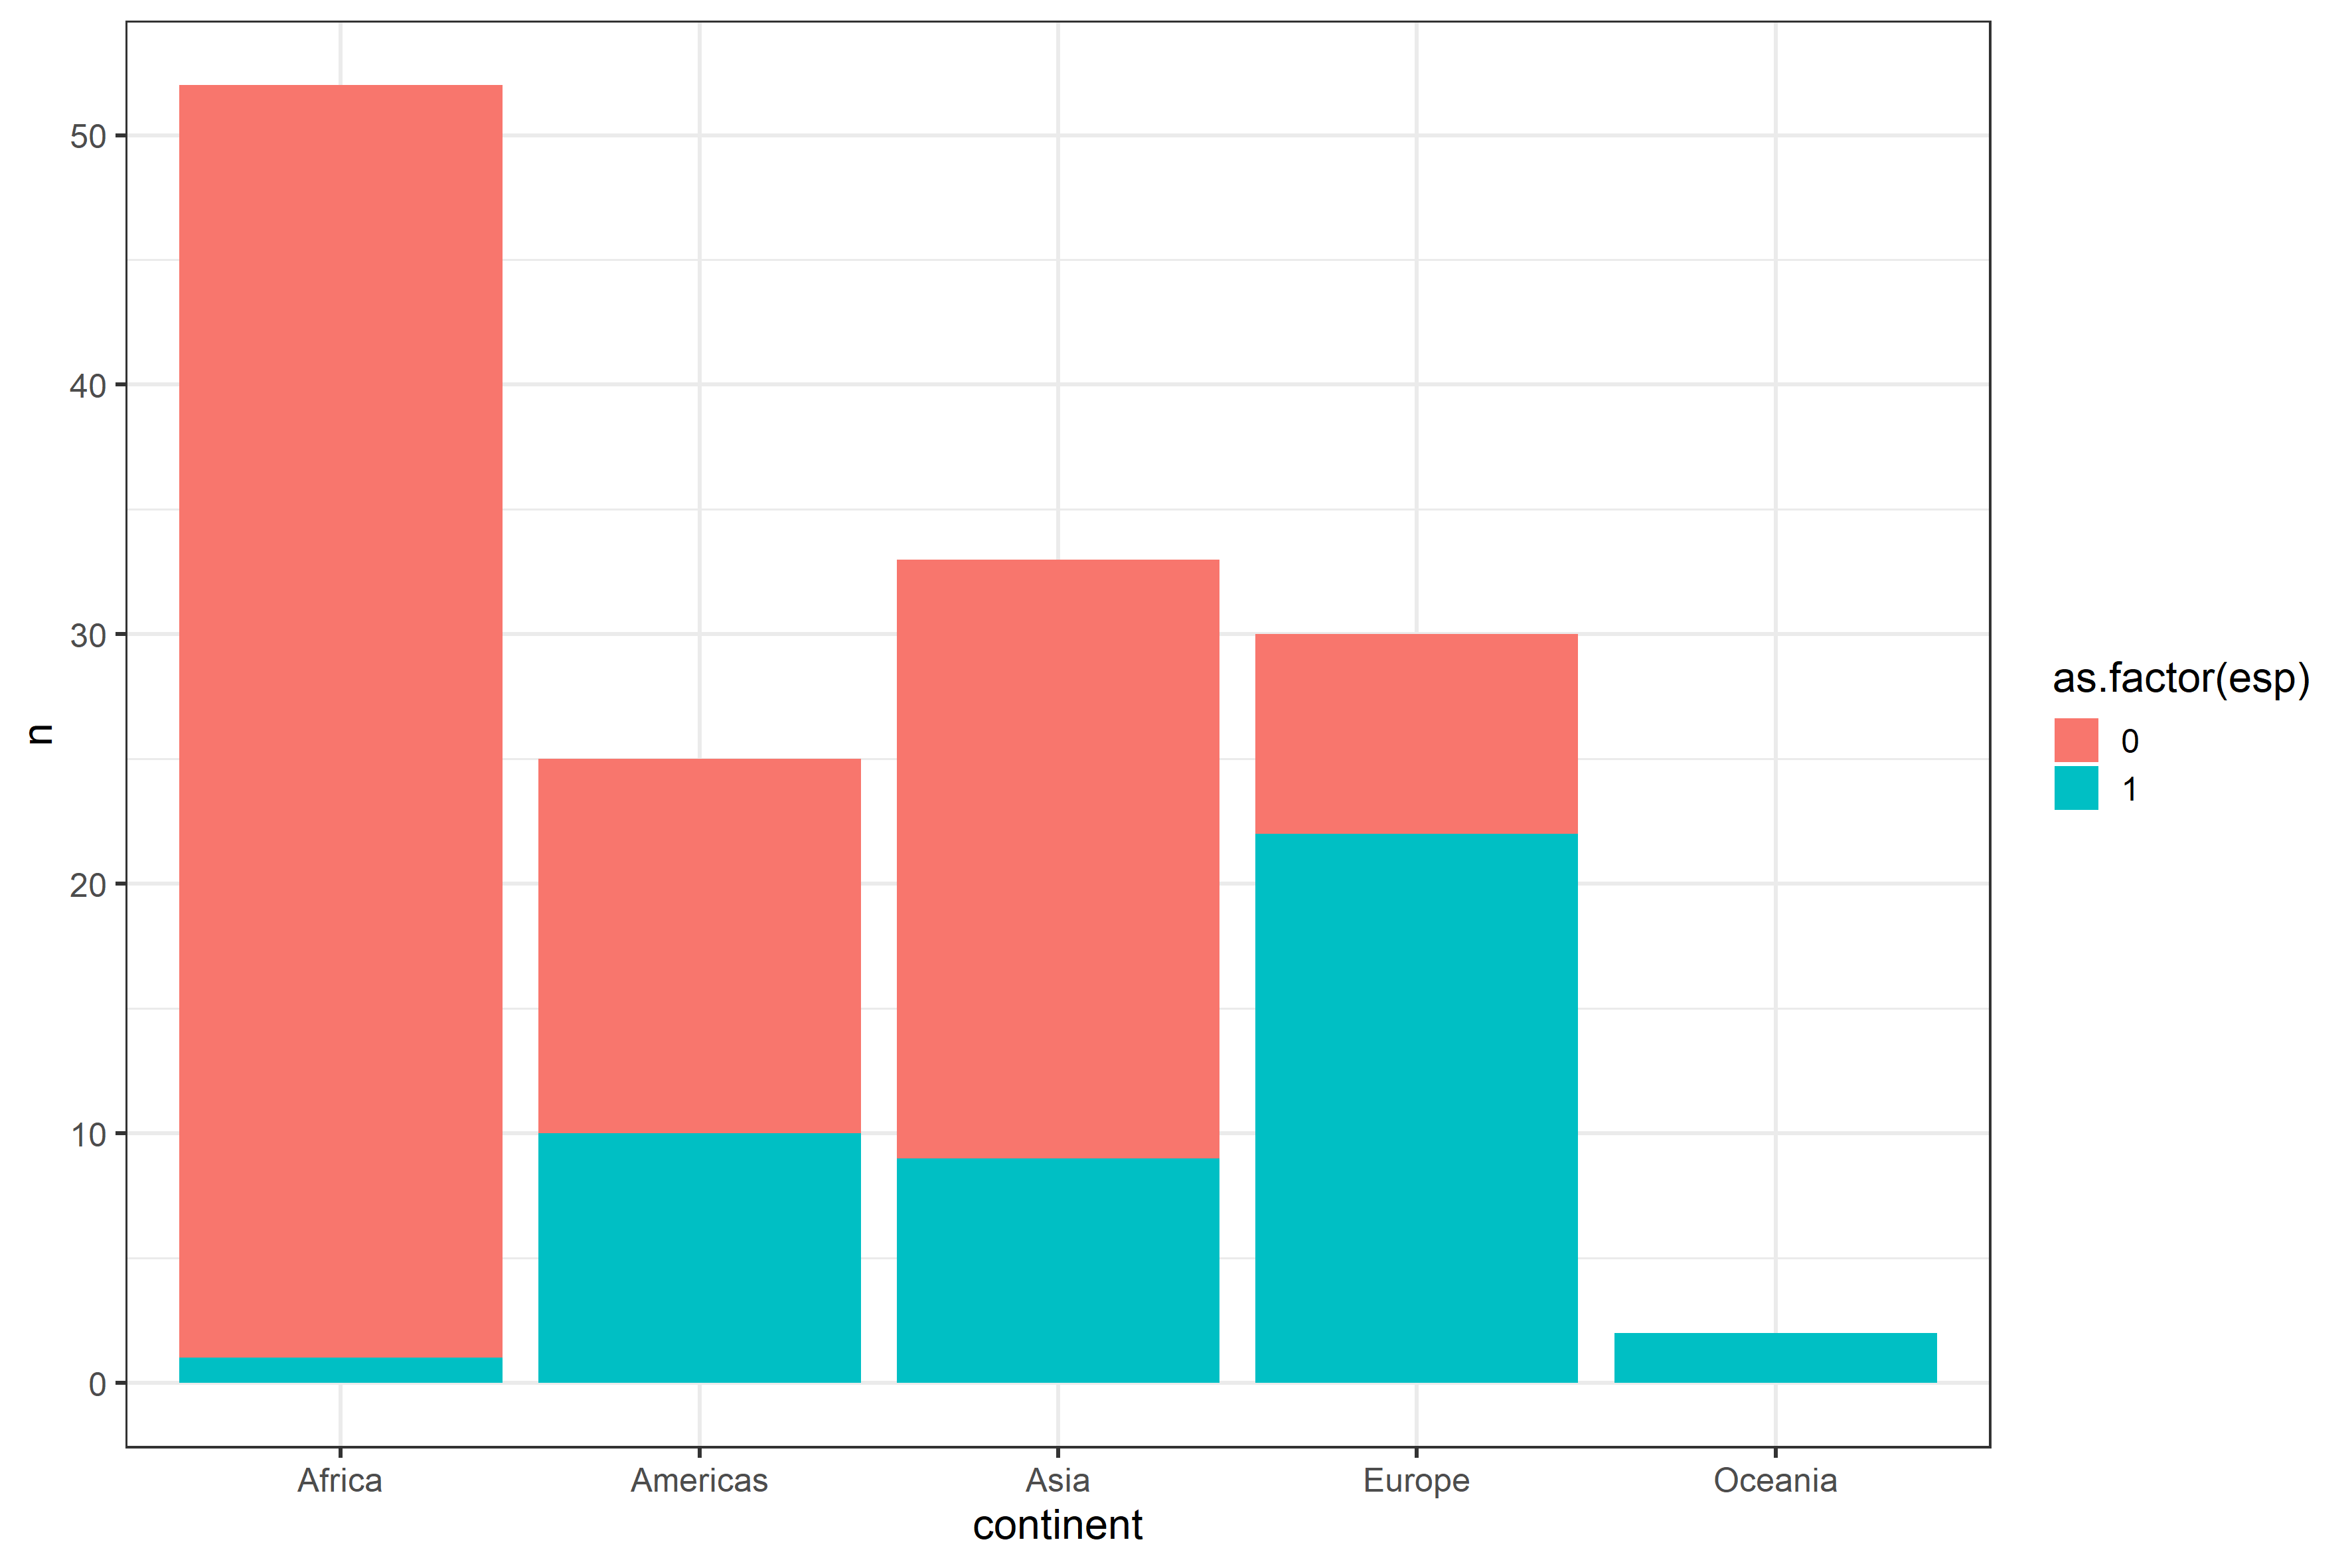 50
40
30
20
10
0
n
Africa
Americas
Asia
Europe
Oceania
continent
as.factor(esp)
0
1